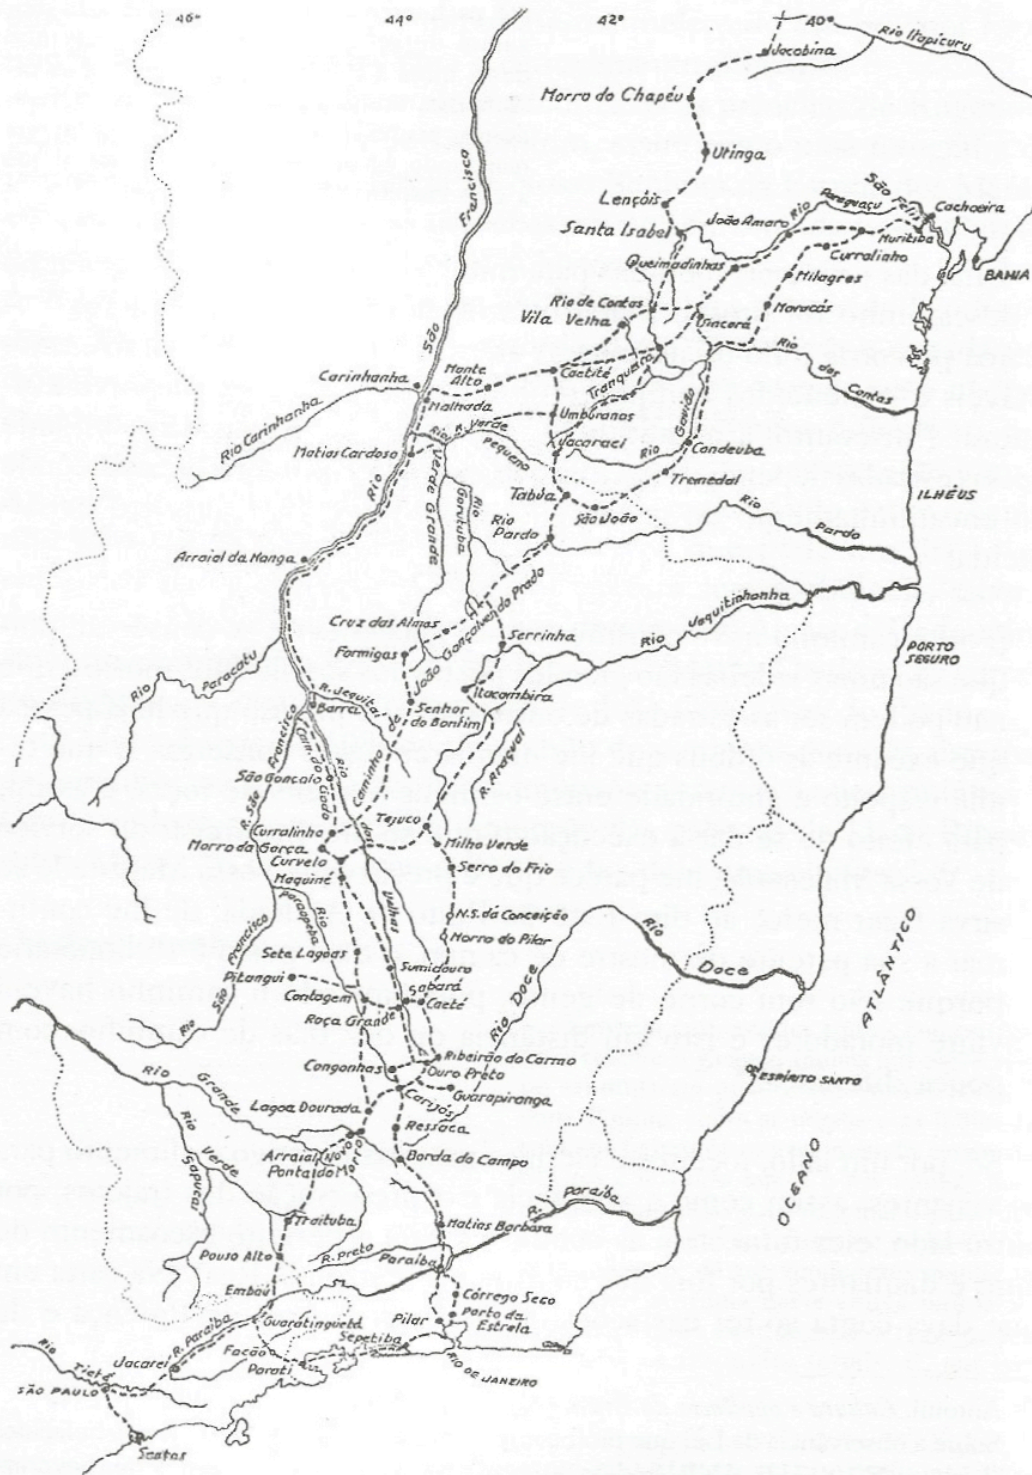 46°
44°
42°
40°
Rio Itapicuru
Jacobina
Morro do Chapéu
Utinga
São Francisco
Lençóis
Santa Isabel
João Amaro
Rio Paraguaçu
São Felix
Cachoeira
Muritiba
Curralinho
BAHIA
Queimadinhas
Milagres
Rio de Contas
Vila Velha
Sincorá
Maracás
Rio das Contas
Monte Alto
Caetité
Tranqueira
Carinhanha
Malhada
Umburanas
Rio Carinhanha
Rio Verde Pequeno
R. Verde
Matias Cardoso
Jacaraci
Rio Gavião
Condeuba
Tremedal
Rio
Verde Grande
Rio Gorutuba
Tabúa
São João
ILHÉUS
Rio Pardo
Rio Pardo
Arraial da Manga
Rio Jequitinhonha
Cruz das Almas
João Gonçalves do Prado
Serrinha
Formigas
PORTO SEGURO
Rio Paracatu
R. Jequitaí
Barra
Itacambira
Senhor do Bonfim
R. Araçuaí
R. São Francisco
Caminho
São Gonçalo
Caminho
Rio das Velhas
Tejuco
Curralinho
Morro da Garça
Milho Verde
Curvelo
Serro do Frio
Maquiné
Rio Paraopeba
N.S. da Conceição
Morro do Pilar
Rio São Francisco
Sete Lagoas
Sumidouro
Rio Doce
Rio Doce
Pitangui
Sabará
Contagem
Caeté
Roça Grande
OCEANO ATLÂNTICO
Ribeirão do Carmo
Congonhas
Ouro Preto
Guarapiranga
ESPÍRITO SANTO
Rio Grande
Carijós
Lagoa Dourada
Ressaca
Rio Verde
Arraial Novo
Ponta do Morro
Borda do Campo
Sapucaí
Traituba
R. Paraíba
Matias Barbosa
Pouso Alto
R. Preto
Paraíba
Embaú
Córrego Seco
Porto da Estrela
R. Paraíba
Guaratinguetá
Pilar
Sepetiba
Facão
Parati
RIO DE JANEIRO
Jacareí
Rio Tietê
SÃO PAULO
Santos